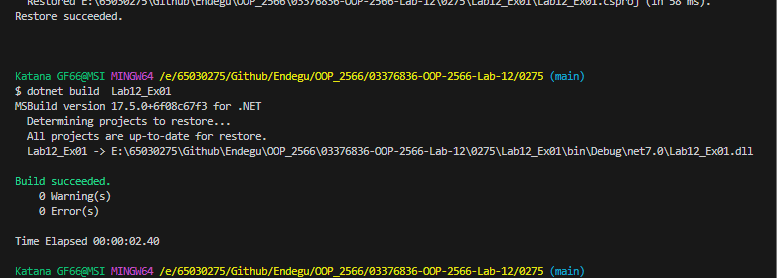 Restored E:\65030275\Github\Endegu\OOP_2566\03376836-OOP-2566-Lab-12\0275\Lab12_Ex01\Lab12_Ex01.csproj (in 58 ms).
Restore succeeded.
Katana GF66@MSI MINGW64 /e/65030275/Github/Endegu/OOP_2566/03376836-OOP-2566-Lab-12/0275 (main)
$ dotnet build  Lab12_Ex01
MSBuild version 17.5.0+6f08c67f3 for .NET
  Determining projects to restore...
  All projects are up-to-date for restore.
  Lab12_Ex01 -> E:\65030275\Github\Endegu\OOP_2566\03376836-OOP-2566-Lab-12\0275\Lab12_Ex01\bin\Debug\net7.0\Lab12_Ex01.dll
Build succeeded.
    0 Warning(s)
    0 Error(s)
Time Elapsed 00:00:02.40
Katana GF66@MSI MINGW64 /e/65030275/Github/Endegu/OOP_2566/03376836-OOP-2566-Lab-12/0275 (main)